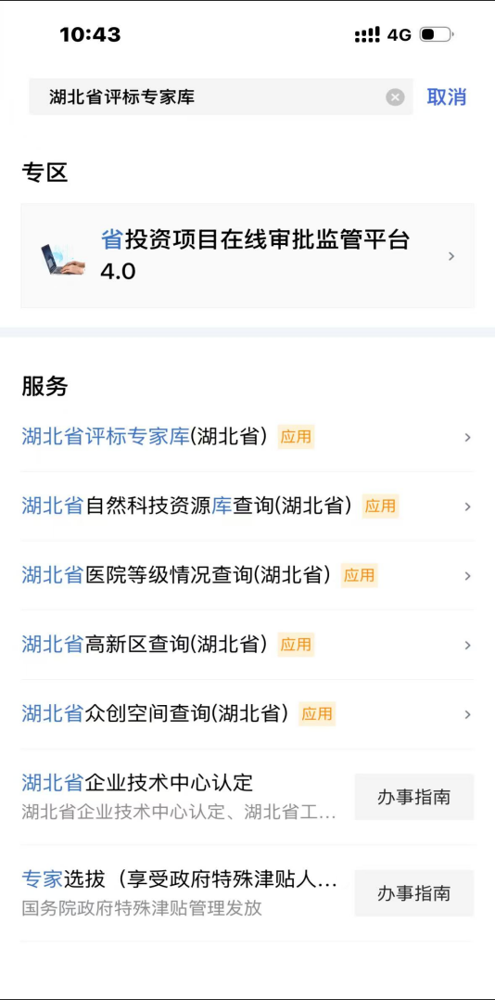 10:43
4G
湖北省评标专家库
取消
专区
省投资项目在线审批监管平台
4.0
服务
湖北省评标专家库(湖北省) 应用
湖北省自然科技资源库查询(湖北省) 应用
湖北省医院等级情况查询(湖北省) 应用
湖北省高新区查询(湖北省) 应用
湖北省众创空间查询(湖北省) 应用
湖北省企业技术中心认定
湖北省企业技术中心认定、湖北省工...
办事指南
专家选拔（享受政府特殊津贴人...
国务院政府特殊津贴管理发放
办事指南